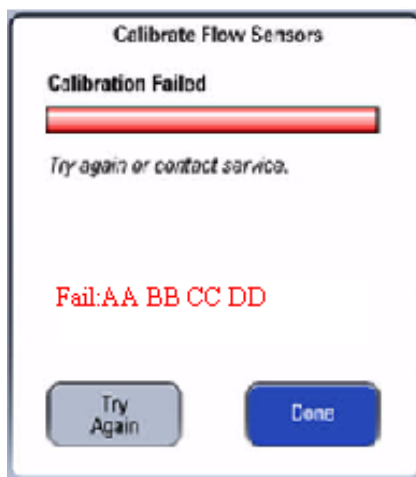 Calibrate Flow Sensors
Calibration Failed
Try again or contact service.
Fail:AA BB CC DD
Try
Again
Done